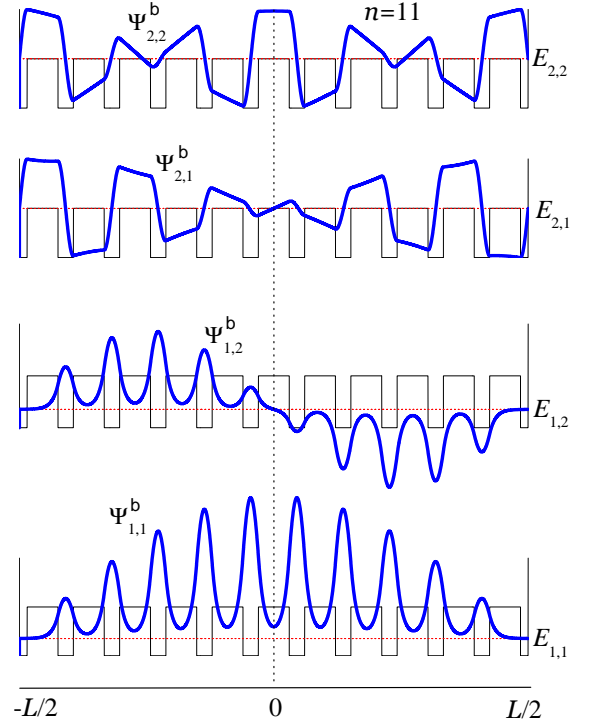 Ψ^b_{2,2}
n=11
E_{2,2}
Ψ^b_{2,1}
E_{2,1}
Ψ^b_{1,2}
E_{1,2}
Ψ^b_{1,1}
E_{1,1}
-L/2 0 L/2